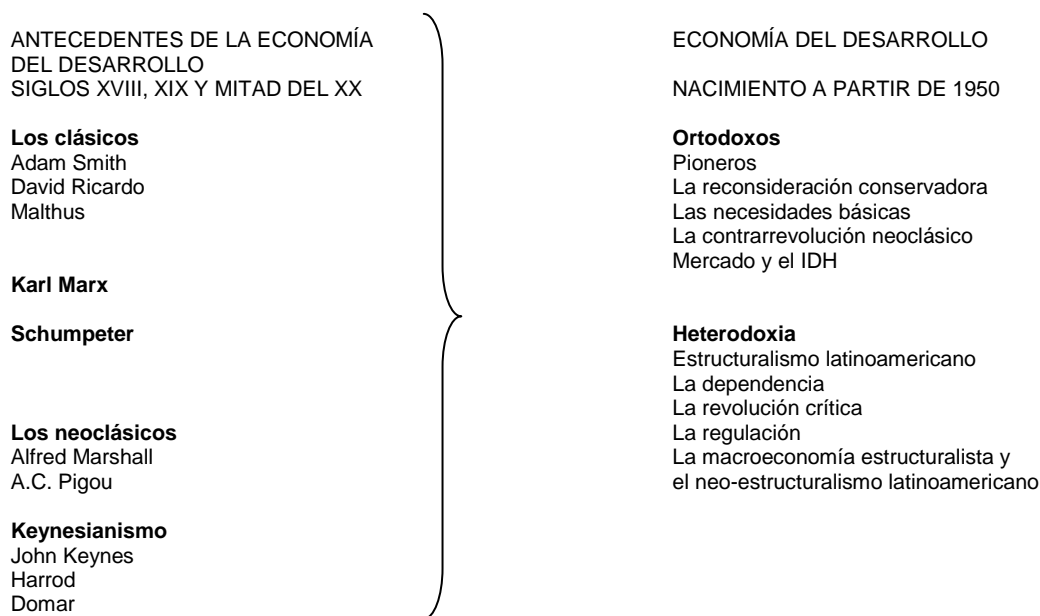 ANTECEDENTES DE LA ECONOMÍA
DEL DESARROLLO
SIGLOS XVIII, XIX Y MITAD DEL XX
Los clásicos
Adam Smith
David Ricardo
Malthus
Karl Marx
Schumpeter
Los neoclásicos
Alfred Marshall
A.C. Pigou
Keynesianismo
John Keynes
Harrod
Domar
ECONOMÍA DEL DESARROLLO
NACIMIENTO A PARTIR DE 1950
Ortodoxos
Pioneros
La reconsideración conservadora
Las necesidades básicas
La contrarrevolución neoclásico
Mercado y el IDH
Heterodoxia
Estructuralismo latinoamericano
La dependencia
La revolución crítica
La regulación
La macroeconomía estructuralista y
el neo-estructuralismo latinoamericano